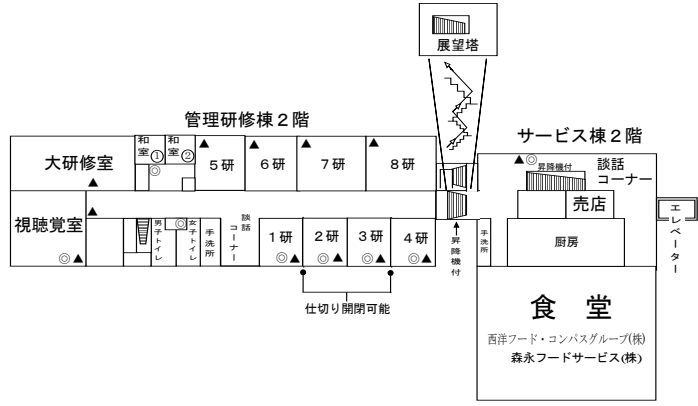 展望塔
管理研修棟２階
サービス棟２階
大研修室
和室①
和室②
５研
６研
７研
８研
昇降機付
談話
コーナー
売店
エレベーター
視聴覚室
男子トイレ
女子トイレ
手洗所
談話コーナー
１研
２研
３研
４研
昇降機付
手洗所
厨房
仕切り開閉可能
食堂
西洋フード・コンパスグループ(株)
森永フードサービス(株)